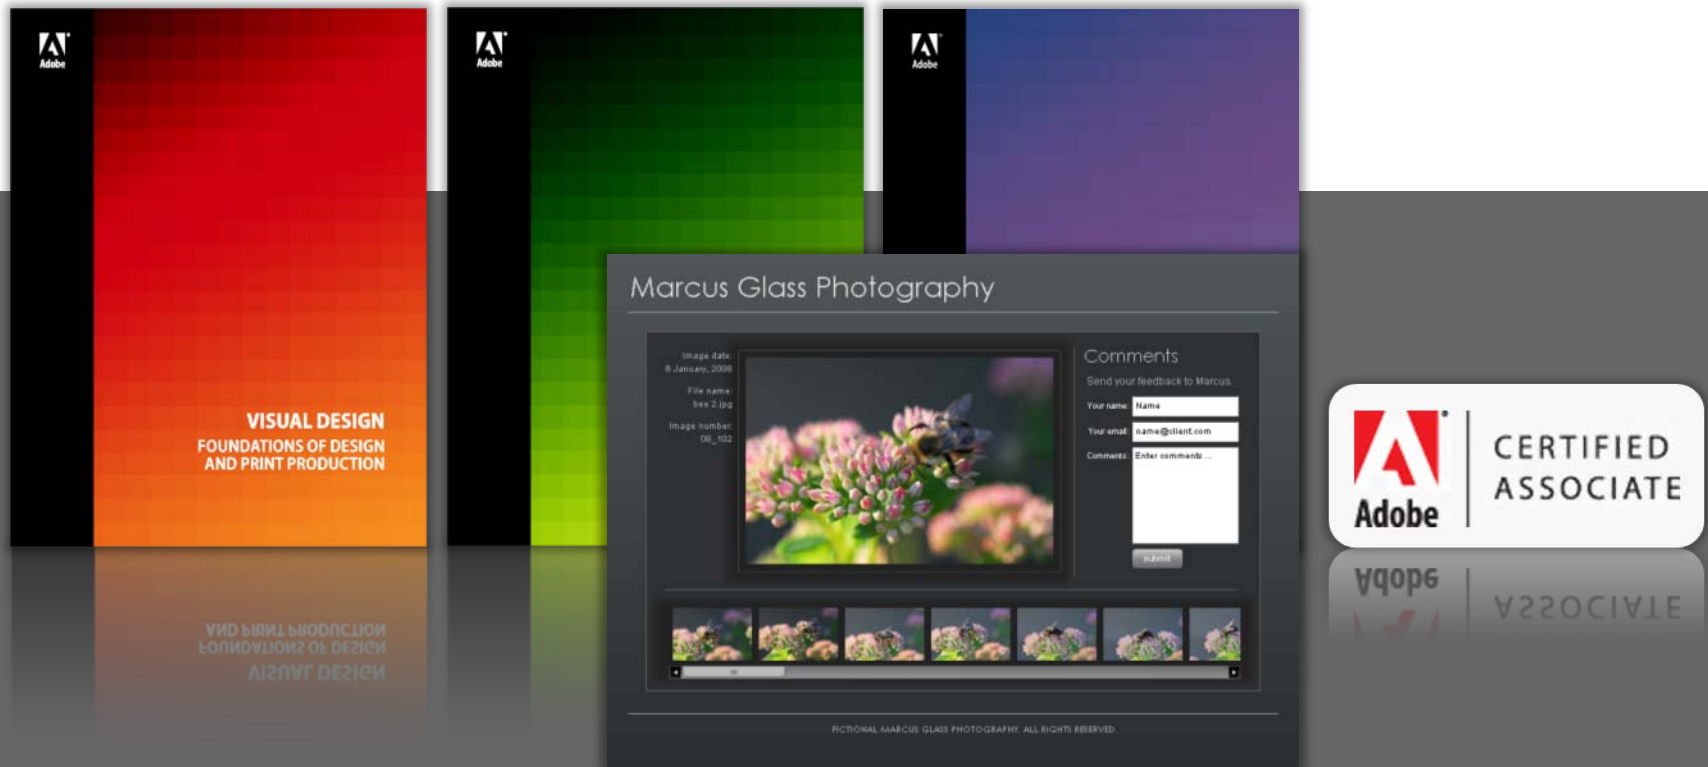 Adobe
VISUAL DESIGN
FOUNDATIONS OF DESIGN
AND PRINT PRODUCTION
Adobe
Adobe
Marcus Glass Photography
Image date:
6 January, 2008
File name:
bee 2.jpg
Image number:
08_102
Comments
Send your feedback to Marcus.
Your name: Name
Your email: name@client.com
Comments: Enter comments ...
submit
FICTIONAL MARCUS GLASS PHOTOGRAPHY. ALL RIGHTS RESERVED.
Adobe
CERTIFIED
ASSOCIATE